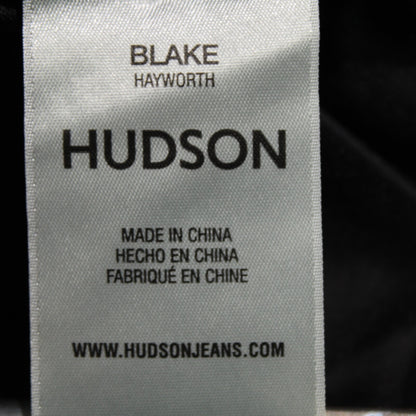 BLAKE
HAYWORTH
HUDSON
MADE IN CHINA
HECHO EN CHINA
FABRIQUÉ EN CHINE
WWW.HUDSONJEANS.COM